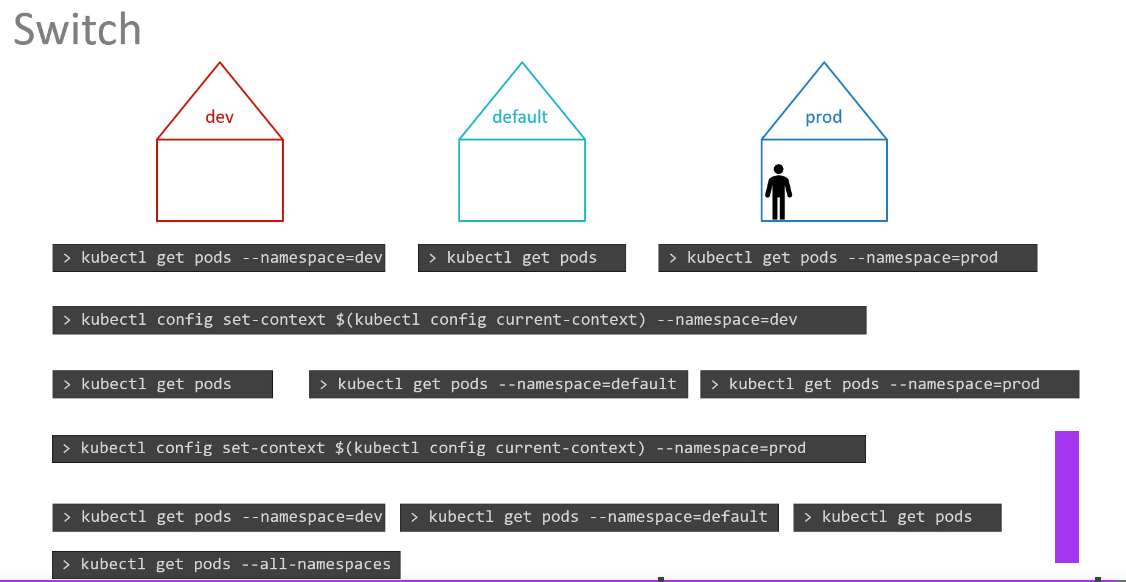 Switch
dev
default
prod
> kubectl get pods --namespace=dev
> kubectl get pods
> kubectl get pods --namespace=prod
> kubectl config set-context $(kubectl config current-context) --namespace=dev
> kubectl get pods
> kubectl get pods --namespace=default
> kubectl get pods --namespace=prod
> kubectl config set-context $(kubectl config current-context) --namespace=prod
> kubectl get pods --namespace=dev
> kubectl get pods --namespace=default
> kubectl get pods
> kubectl get pods --all-namespaces